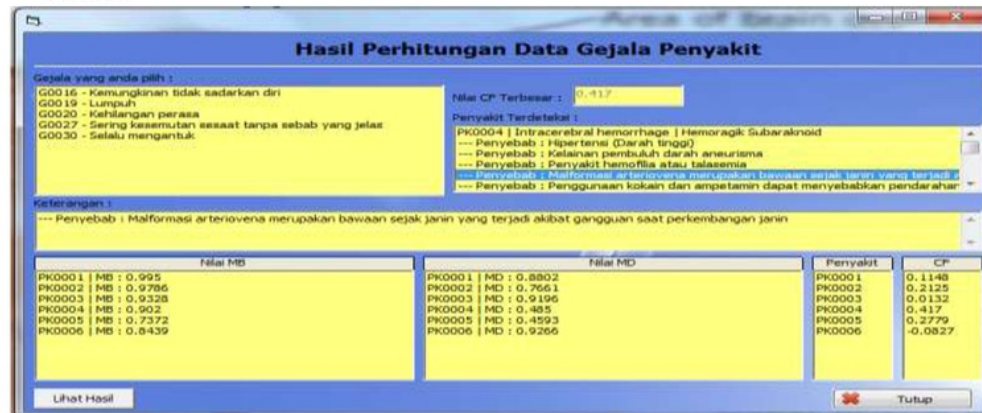 Area of Brain
Hasil Perhitungan Data Gejala Penyakit
Gejala yang anda pilih :
G0016 - Kemungkinan tidak sadarkan diri
G0019 - Lumpuh
G0020 - Kehilangan perasa
G0027 - Sering kesemutan sesaat tanpa sebab yang jelas
G0030 - Selalu mengantuk
Nilai CF Terbesar : 0.417
Penyakit Terdeteksi :
PK0004 | Intracerebral hemorrhage | Hemoragik Subaraknoid
--- Penyebab : Hipertensi (Darah tinggi)
--- Penyebab : Kelainan pembuluh darah aneurisma
--- Penyebab : Penyakit hemofilia atau talasemia
--- Penyebab : Malformasi arteriovena merupakan bawaan sejak janin yang terjadi a
--- Penyebab : Penggunaan kokain dan ampetamin dapat menyebabkan pendarahan
Keterangan :
--- Penyebab : Malformasi arteriovena merupakan bawaan sejak janin yang terjadi akibat gangguan saat perkembangan janin
Nilai MB
PK0001 | MB : 0.995
PK0002 | MB : 0.9786
PK0003 | MB : 0.9328
PK0004 | MB : 0.902
PK0005 | MB : 0.7372
PK0006 | MB : 0.8439
Nilai MD
PK0001 | MD : 0.8802
PK0002 | MD : 0.7661
PK0003 | MD : 0.9196
PK0004 | MD : 0.485
PK0005 | MD : 0.4593
PK0006 | MD : 0.9266
Penyakit
PK0001
PK0002
PK0003
PK0004
PK0005
PK0006
CF
0.1148
0.2125
0.0132
0.417
0.2779
-0.0827
Lihat Hasil
Tutup